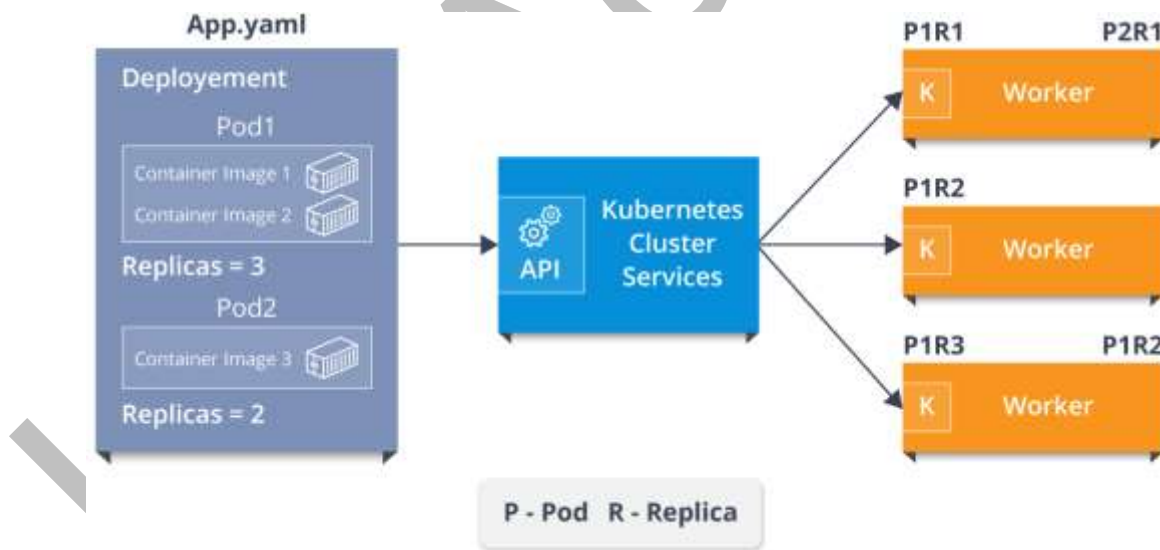 App.yaml
Deployement
Pod1
Container Image 1
Container Image 2
Replicas = 3
Pod2
Container Image 3
Replicas = 2
API
Kubernetes
Cluster
Services
P1R1 P2R1
K Worker
P1R2
K Worker
P1R3 P1R2
K Worker
P - Pod R - Replica